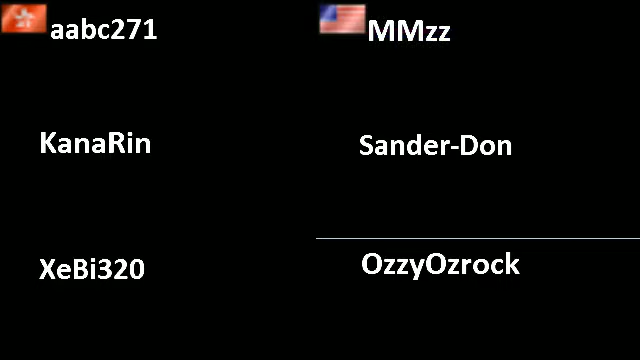 aabc271
MMzz
KanaRin
Sander-Don
XeBi320
OzzyOzrock